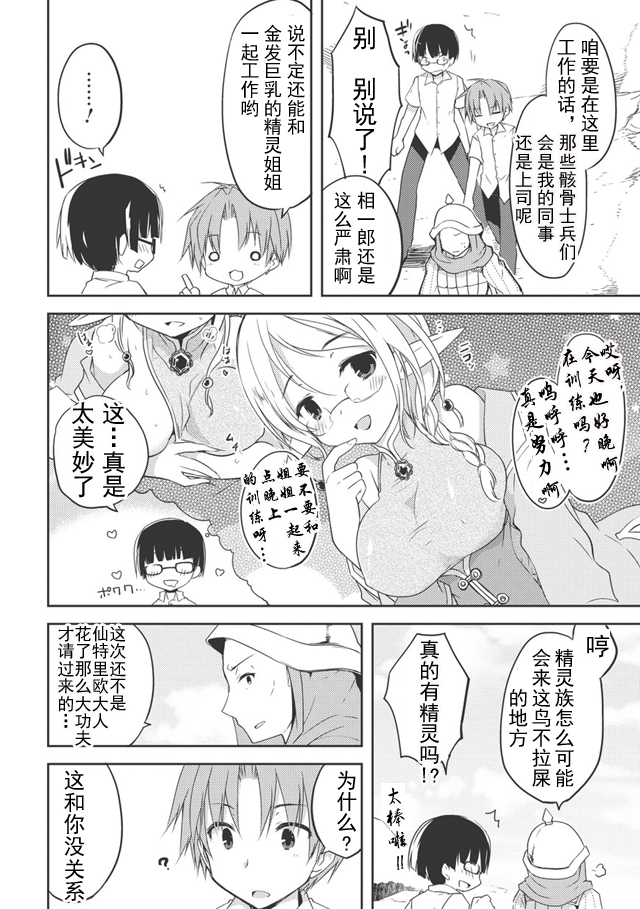 咱要是在这里
工作的话，那些骸骨士兵们
会是我的同事
还是上司呢
别
别说了！
相一郎还是
这么严肃啊
说不定还能和
金发巨乳的精灵姐姐
一起工作哟
……！
ドキン！
哎呀
今天也好晚啊
在训练吗？
呜呼呼…
真是努力啊
ニコッ
要不要和
姐姐一起来
点晚上
的训练呀…
这…真是
太美妙了
ポワワ…
哼
精灵族怎么可能
会来这鸟不拉屎
的地方
真的有精灵吗！？
太棒啦！！
这次还不是
仙特里欧大人
花了那么大功夫
才请过来的…
为什么？
？
这和你没关系